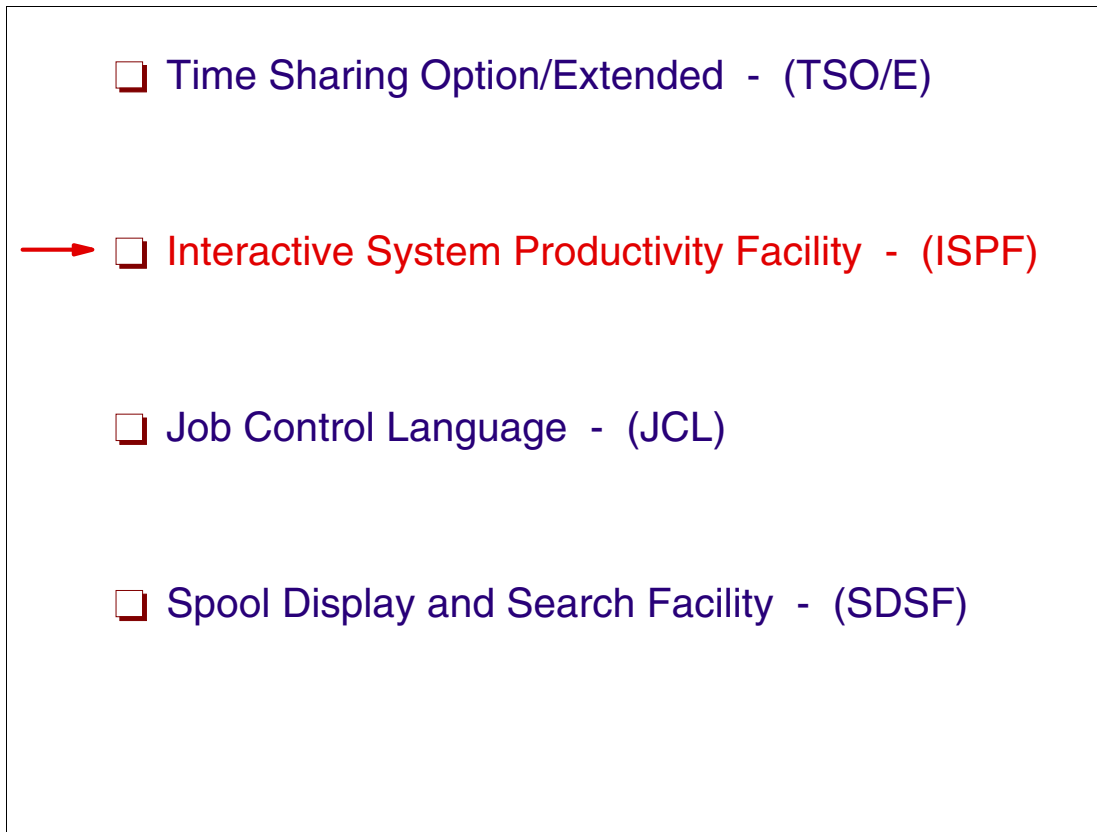 Time Sharing Option/Extended - (TSO/E)
Interactive System Productivity Facility - (ISPF)
Job Control Language - (JCL)
Spool Display and Search Facility - (SDSF)